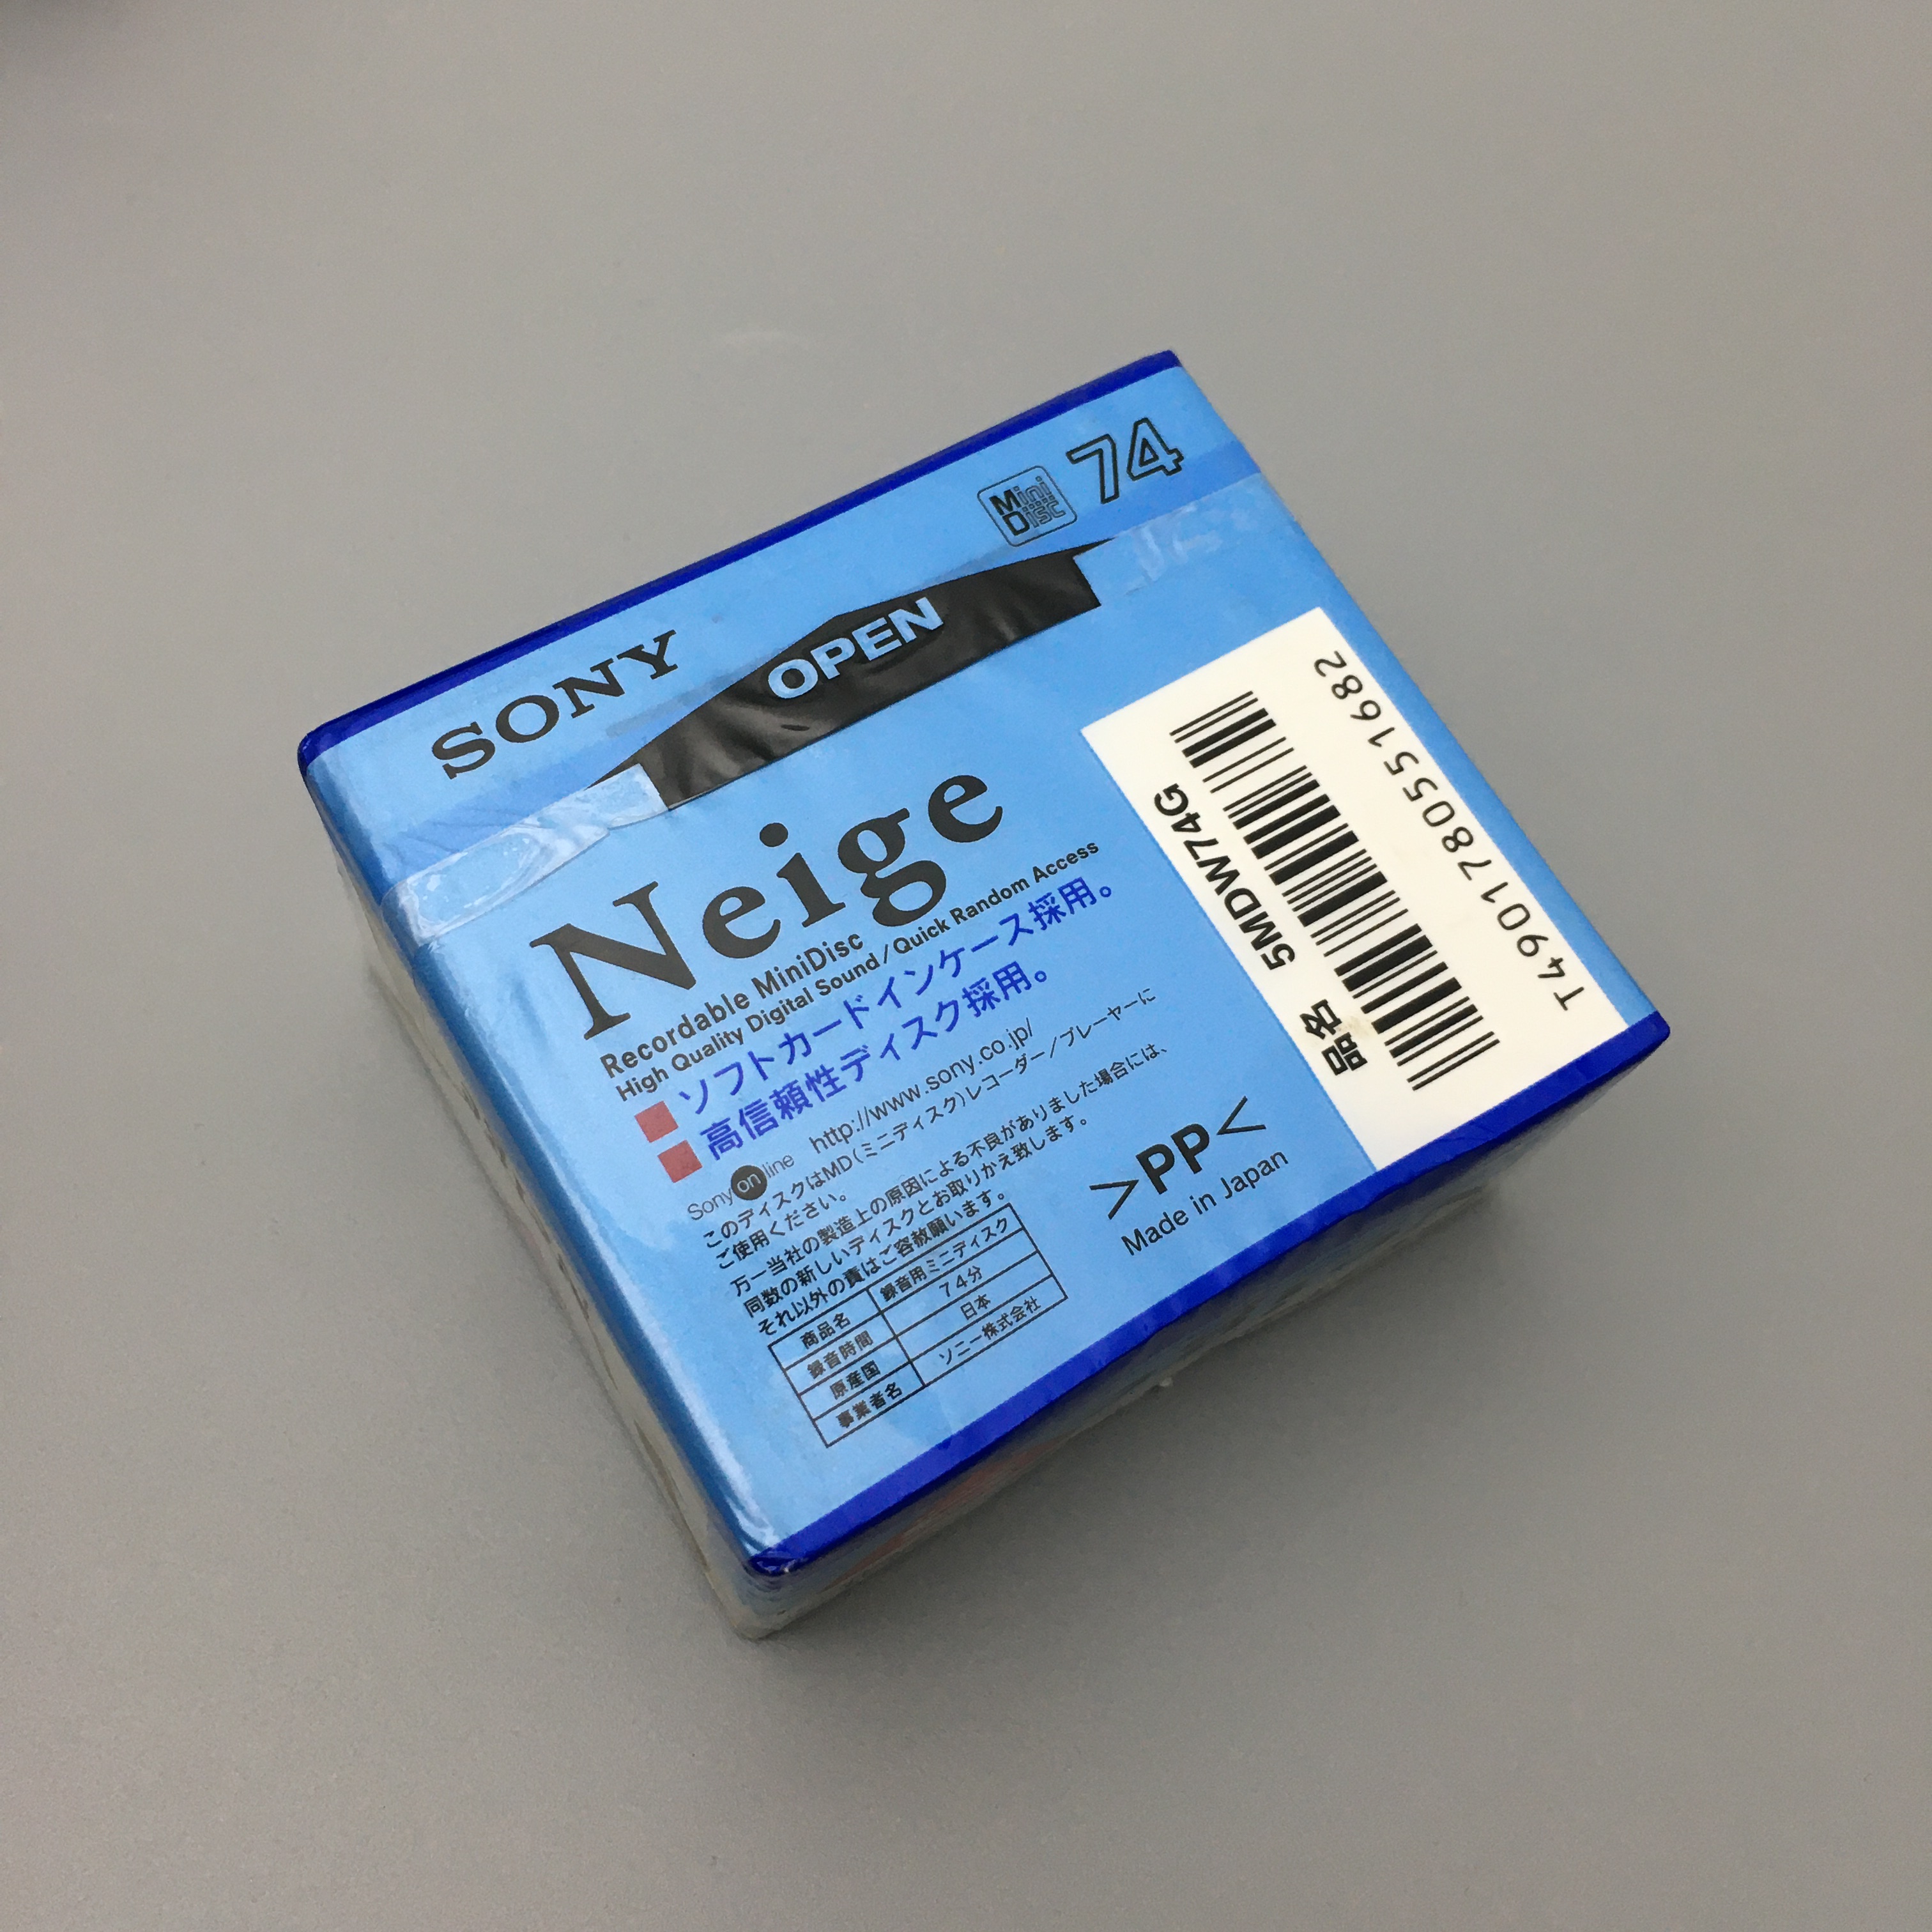 SONY
Mini Disc 74
OPEN
Neige
Recordable MiniDisc
High Quality Digital Sound / Quick Random Access
ソフトカードインケース採用。
高信頼性ディスク採用。
Sony on line http://www.sony.co.jp/
このディスクはMD(ミニディスク)レコーダー/プレーヤーに
ご使用ください。
万一当社の製造上の原因による不良がありました場合には、
同数の新しいディスクとお取りかえ致します。
それ以外の責はご容赦願います。
商品名 録音用ミニディスク
録音時間 74分
原産国 日本
事業者名 ソニー株式会社
>PP<
Made in Japan
品名 5MDW74G
T4901780551682